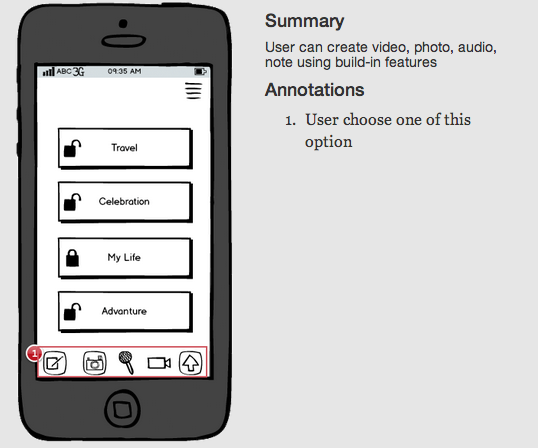 ABC 3G 09:35 AM
Travel
Celebration
My Life
Advanture
1
Summary
User can create video, photo, audio,
note using build-in features
Annotations
1. User choose one of this
option